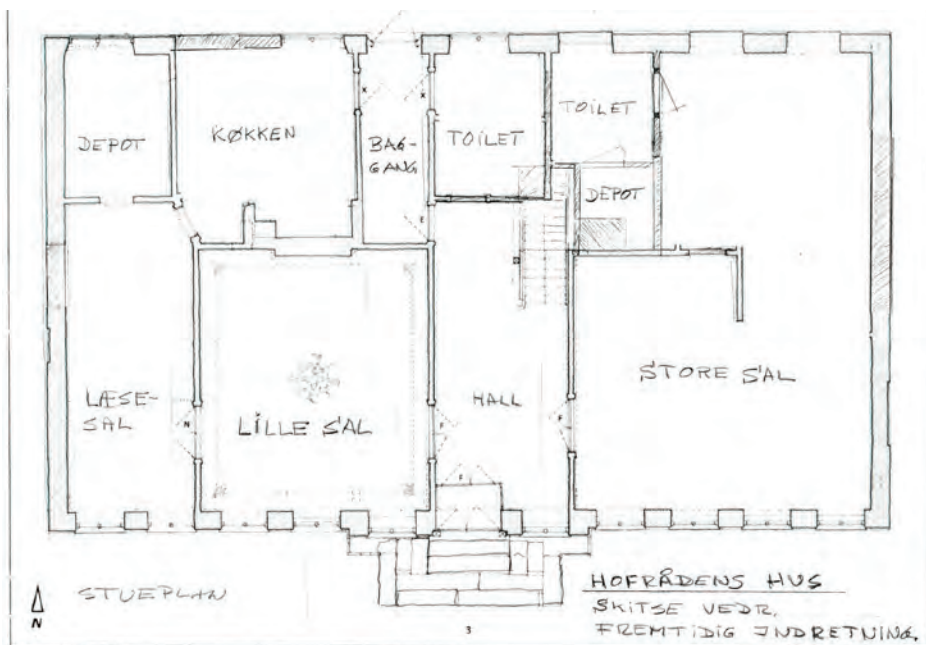 DEPOT
KØKKEN
BAG-
GANG
TOILET
TOILET
DEPOT
LÆSE-
SAL
LILLE SAL
HALL
STORE SAL
X
X
E
N
F
F
F
N
STUEPLAN
3
HOFRÅDENS HUS
SKITSE VEDR.
FREMTIDIG INDRETNING.